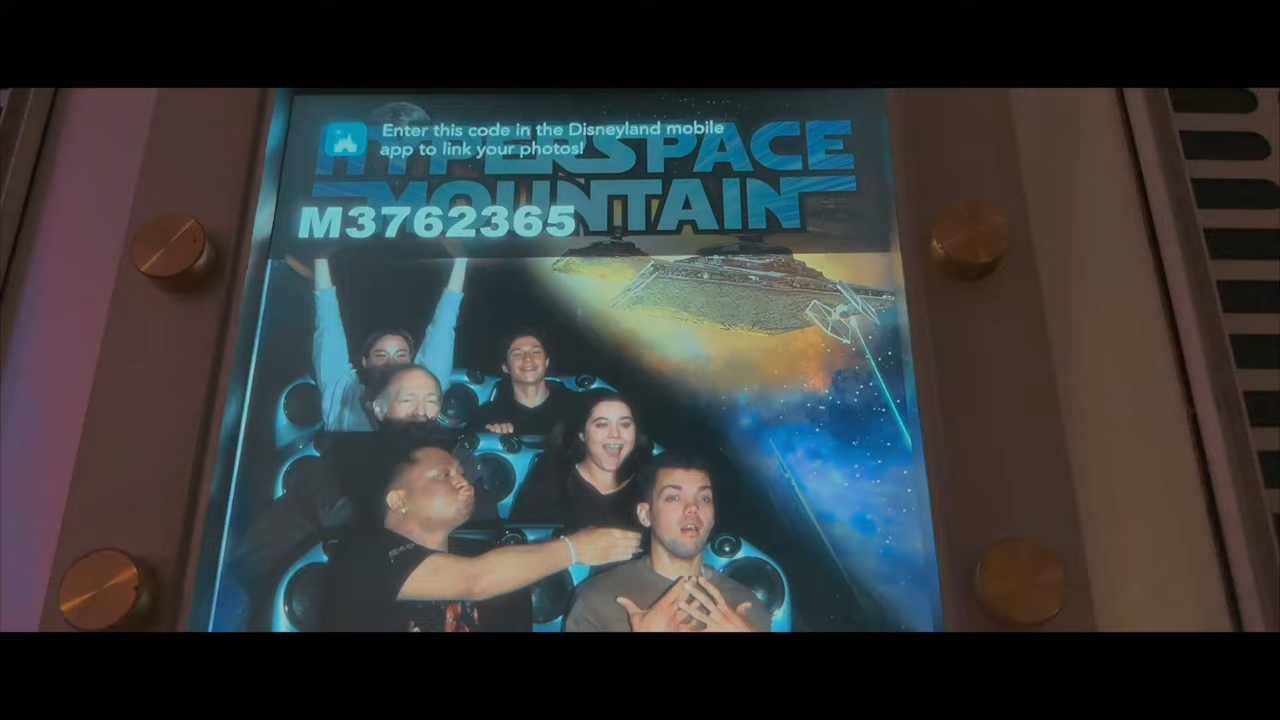 Enter this code in the Disneyland mobile
app to link your photos!
HYPERSPACE
MOUNTAIN
M3762365